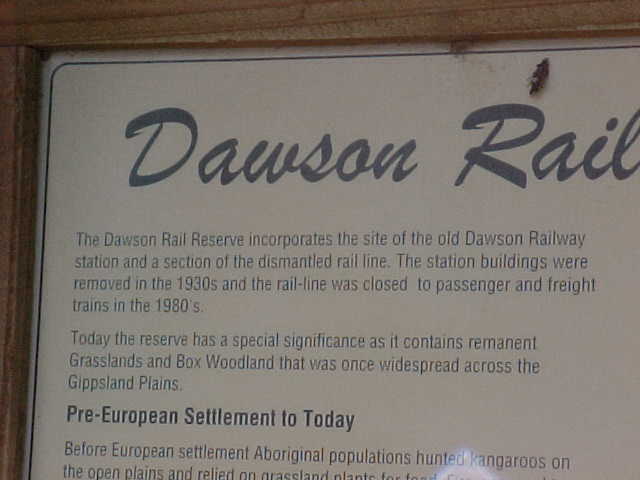 Dawson Rail
The Dawson Rail Reserve incorporates the site of the old Dawson Railway
station and a section of the dismantled rail line. The station buildings were
removed in the 1930s and the rail-line was closed to passenger and freight
trains in the 1980's.
Today the reserve has a special significance as it contains remanent
Grasslands and Box Woodland that was once widespread across the
Gippsland Plains.
Pre-European Settlement to Today
Before European settlement Aboriginal populations hunted kangaroos on
the open plains and relied on grassland plants for food.